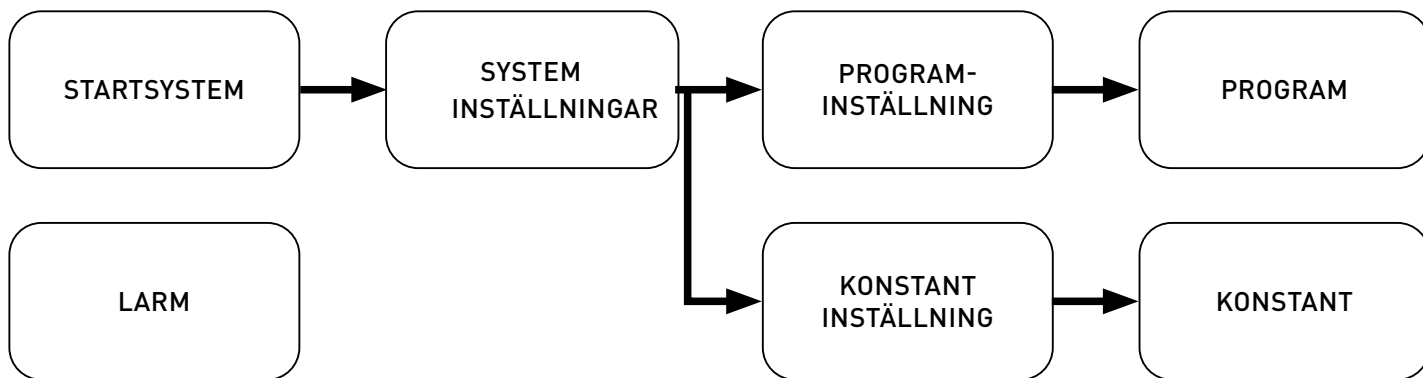 STARTSYSTEM
SYSTEM
INSTÄLLNINGAR
PROGRAM-
INSTÄLLNING
PROGRAM
LARM
KONSTANT
INSTÄLLNING
KONSTANT